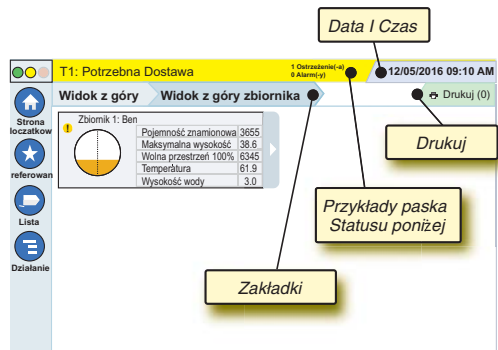 Data I Czas
T1: Potrzebna Dostawa
1 Ostrzeżenie(-a)
0 Alarm(-y)
12/05/2016 09:10 AM
Widok z góry
Widok z góry zbiornika
Drukuj (0)
Strona
loczatkow
referowan
Lista
Działanie
Zbiornik 1: Ben
!
Pojemność znamionowa 3655
Maksymalna wysokość 38.6
Wolna przestrzeń 100% 6345
Temperàtura 61.9
Wysokość wody 3.0
Drukuj
Przykłady paska
Statusu poniżej
Zakładki